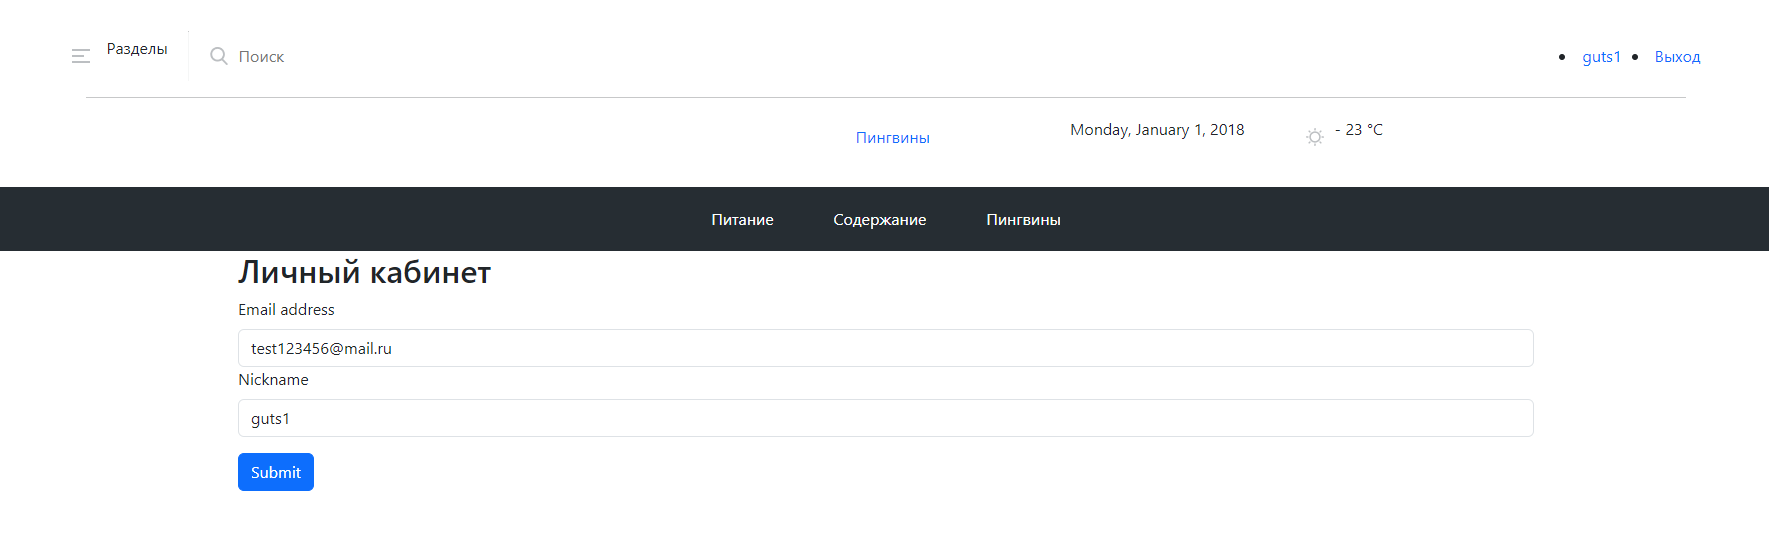 Разделы
Поиск
• guts1 • Выход
Пингвины
Monday, January 1, 2018
- 23 °C
Питание Содержание Пингвины
Личный кабинет
Email address
test123456@mail.ru
Nickname
guts1
Submit